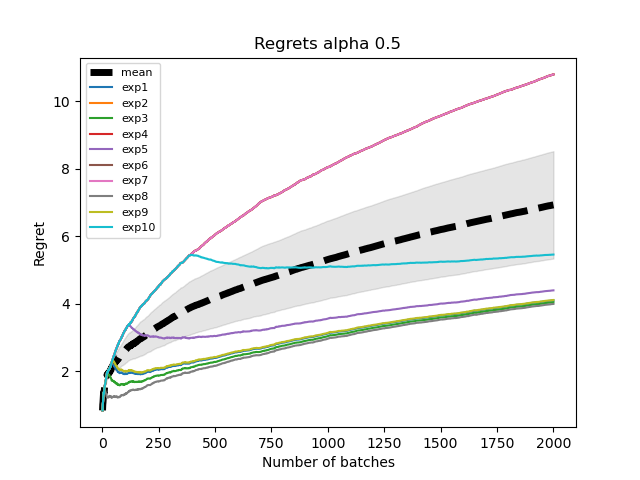 Regrets alpha 0.5
mean
exp1
exp2
exp3
exp4
exp5
exp6
exp7
exp8
exp9
exp10
Regret
10
8
6
4
2
0 250 500 750 1000 1250 1500 1750 2000
Number of batches